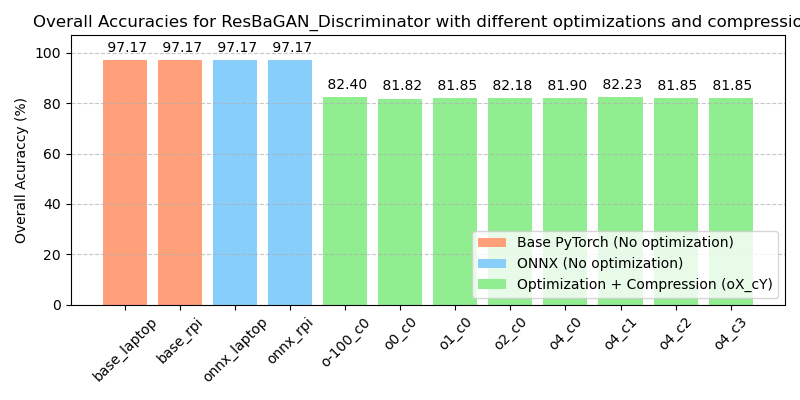 Overall Accuracies for ResBaGAN_Discriminator with different optimizations and compressio
97.17 97.17 97.17 97.17 82.40 81.82 81.85 82.18 81.90 82.23 81.85 81.85
Overall Acuraccy (%)
100
80
60
40
20
0
Base PyTorch (No optimization)
ONNX (No optimization)
Optimization + Compression (oX_cY)
base_laptop base_rpi onnx_laptop onnx_rpi o-100_c0 o0_c0 o1_c0 o2_c0 o4_c0 o4_c1 o4_c2 o4_c3